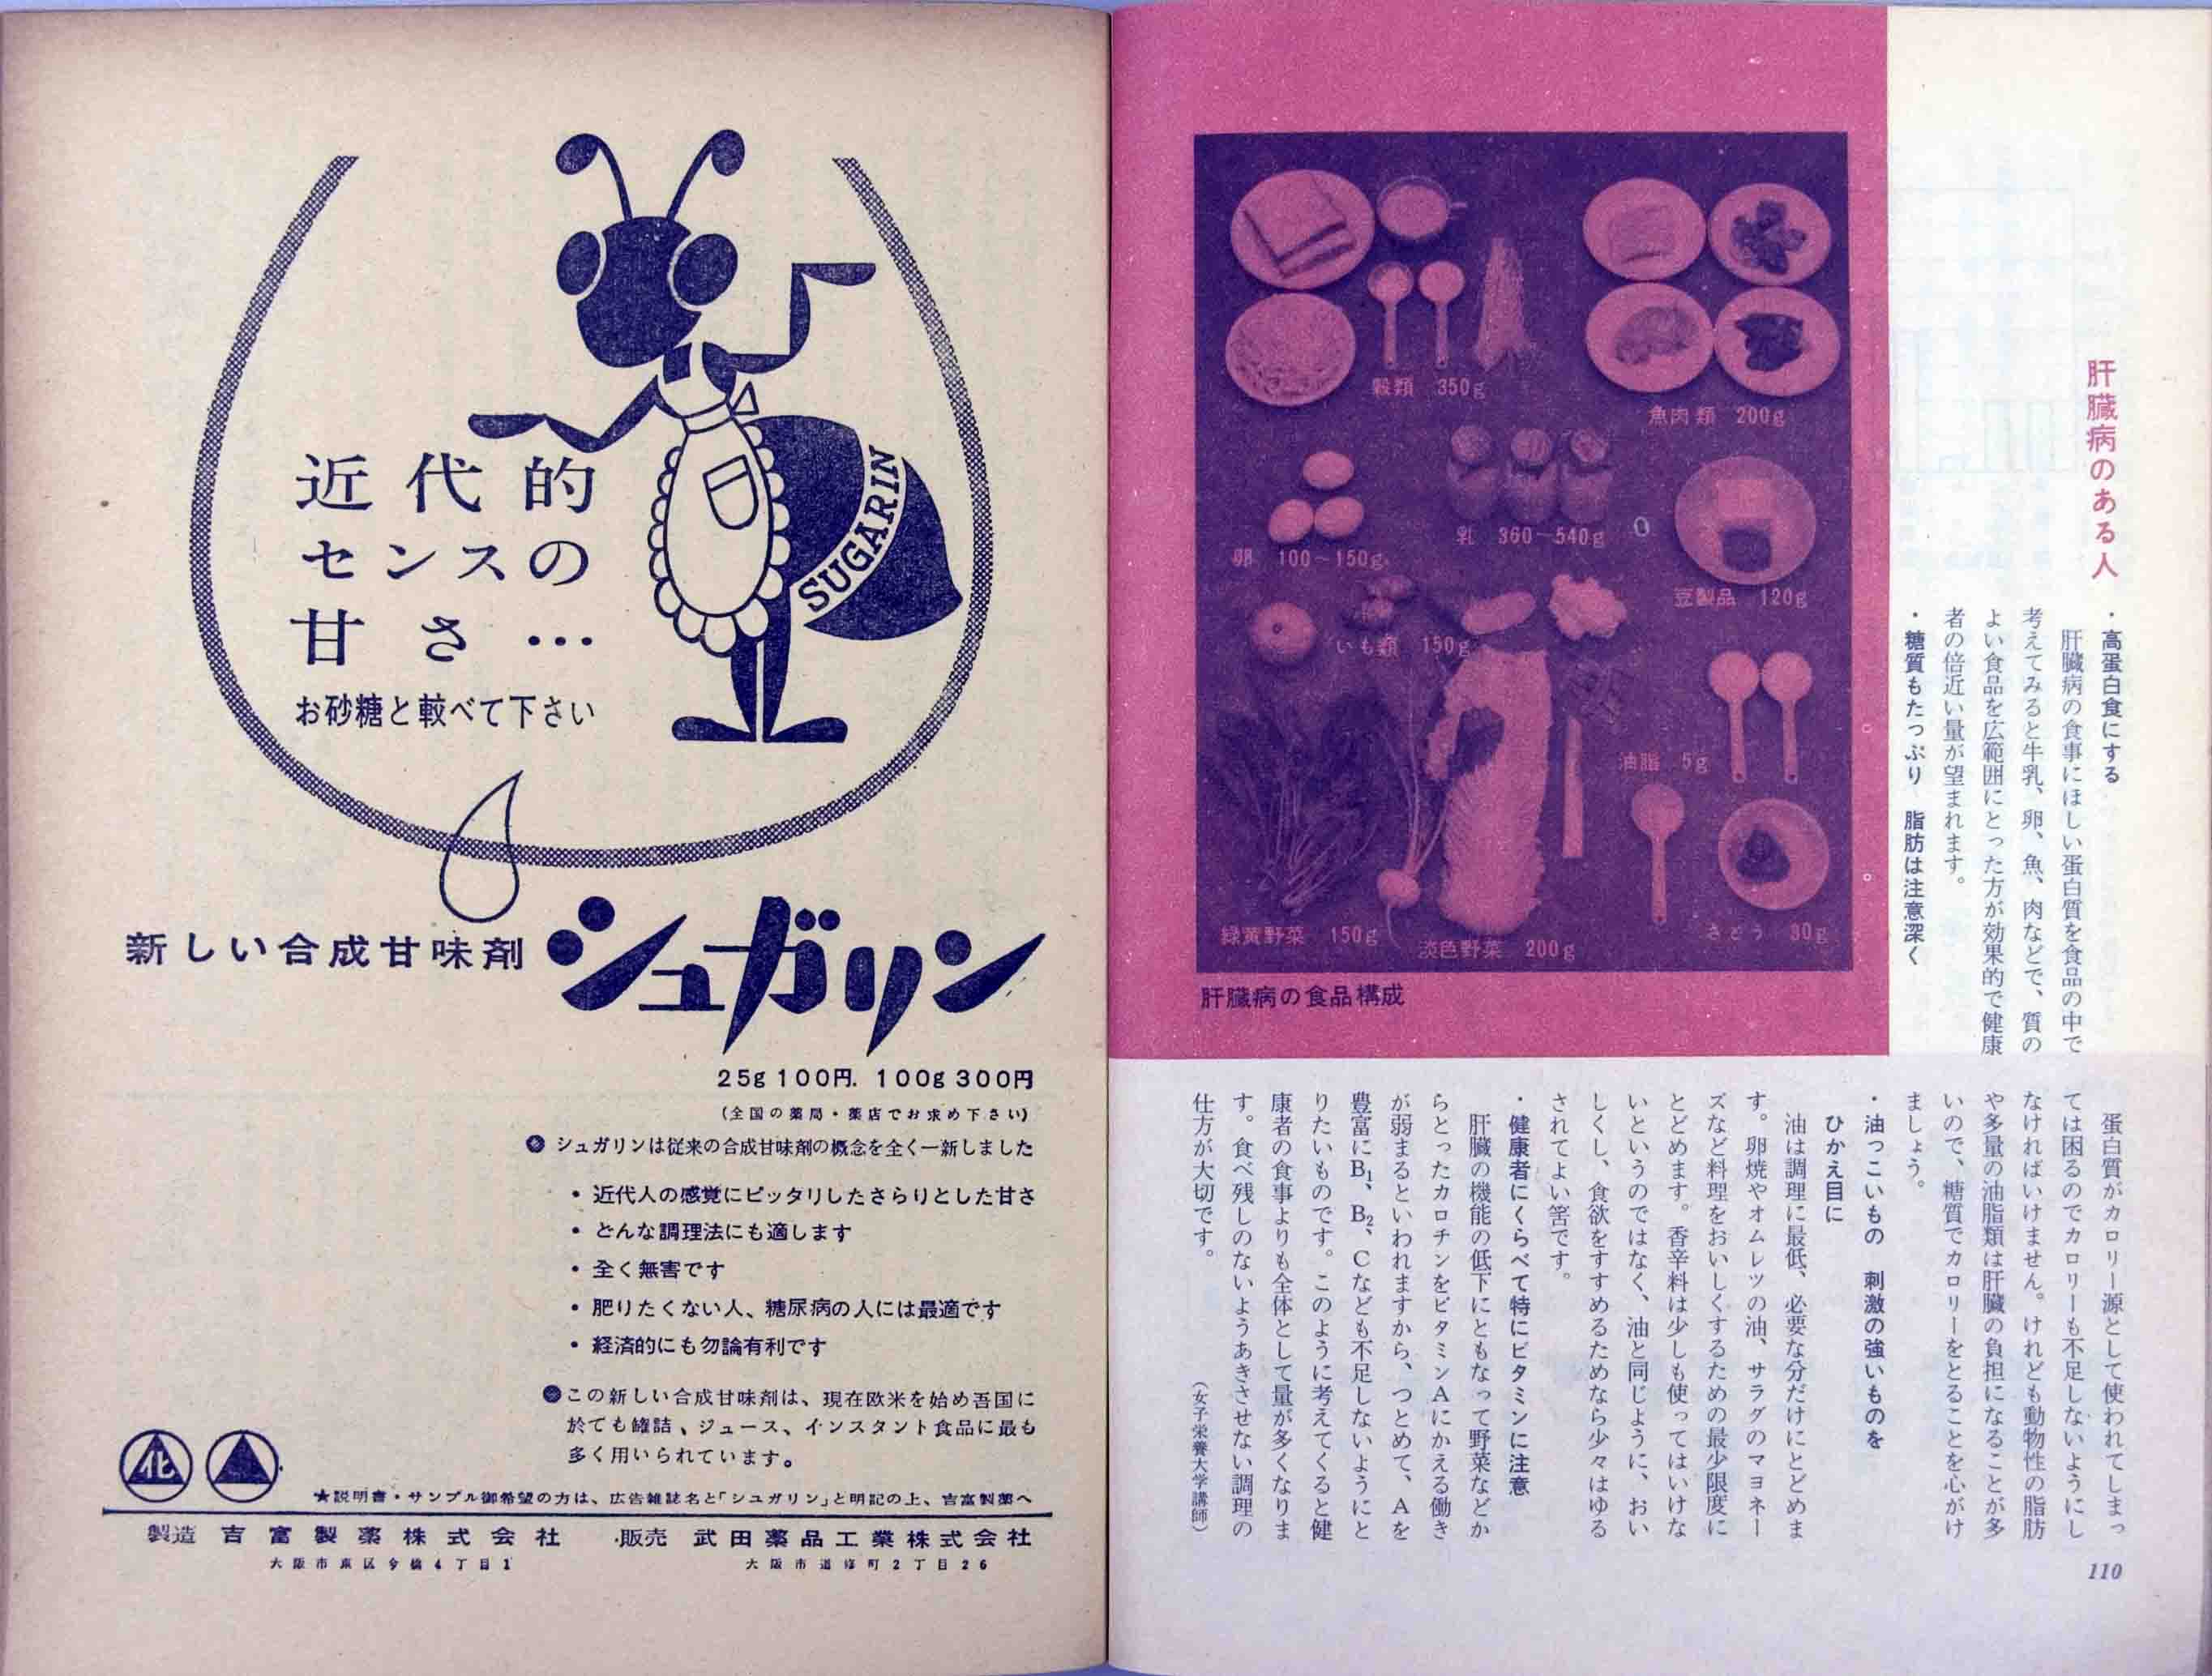 肝臓病のある人
・高蛋白食にする
肝臓病の食事にほしい蛋白質を食品の中で
考えてみると牛乳、卵、魚、肉などで、質の
よい食品を広範囲にとった方が効果的で健康
者の倍近い量が望まれます。
・糖質もたっぷり 脂肪は注意深く
蛋白質がカロリー源として使われてしまっ
ては困るのでカロリーも不足しないようにし
なければいけません。けれども動物性の脂肪
や多量の油脂類は肝臓の負担になることが多
いので、糖質でカロリーをとることを心がけ
ましょう。
・油っこいもの 刺激の強いものを
ひかえ目に
油は調理に最低、必要な分だけにとどめま
す。卵焼やオムレツの油、サラダのマヨネー
ズなど料理をおいしくするための最少限度に
とどめます。香辛料は少しも使ってはいけな
いというのではなく、油と同じように、おい
しくし、食欲をすすめるためなら少々はゆる
されてよい筈です。
・健康者にくらべて特にビタミンに注意
肝臓の機能の低下にともなって野菜などか
らとったカロチンをビタミンAにかえる働き
が弱まるといわれますから、つとめて、Aを
豊富にB₁、B₂、Cなども不足しないようにと
りたいものです。このように考えてくると健
康者の食事よりも全体として量が多くなりま
す。食べ残しのないようあきさせない調理の
仕方が大切です。
(女子栄養大学講師)
穀類 350g
魚肉類 200g
卵 100~150g
乳 360~540g
豆製品 120g
いも類 150g
油脂 5g
緑黄野菜 150g
淡色野菜 200g
さとう 30g
肝臓病の食品構成
110
SUGARIN
近代的
センスの
甘さ…
お砂糖と較べて下さい
新しい合成甘味剤 シュガリン
25g 100円. 100g 300円
(全国の薬局・薬店でお求め下さい)
シュガリンは従来の合成甘味剤の概念を全く一新しました
・近代人の感覚にピッタリしたさらりとした甘さ
・どんな調理法にも適します
・全く無害です
・肥りたくない人、糖尿病の人には最適です
・経済的にも勿論有利です
この新しい合成甘味剤は、現在欧米を始め吾国に
於ても罐詰、ジュース、インスタント食品に最も
多く用いられています。
化
★説明書・サンプル御希望の方は、広告雑誌名と「シュガリン」と明記の上、吉富製薬へ
製造 吉富製薬株式会社 ・販売 武田薬品工業株式会社
大阪市東区今橋4丁目1 大阪市道修町2丁目26